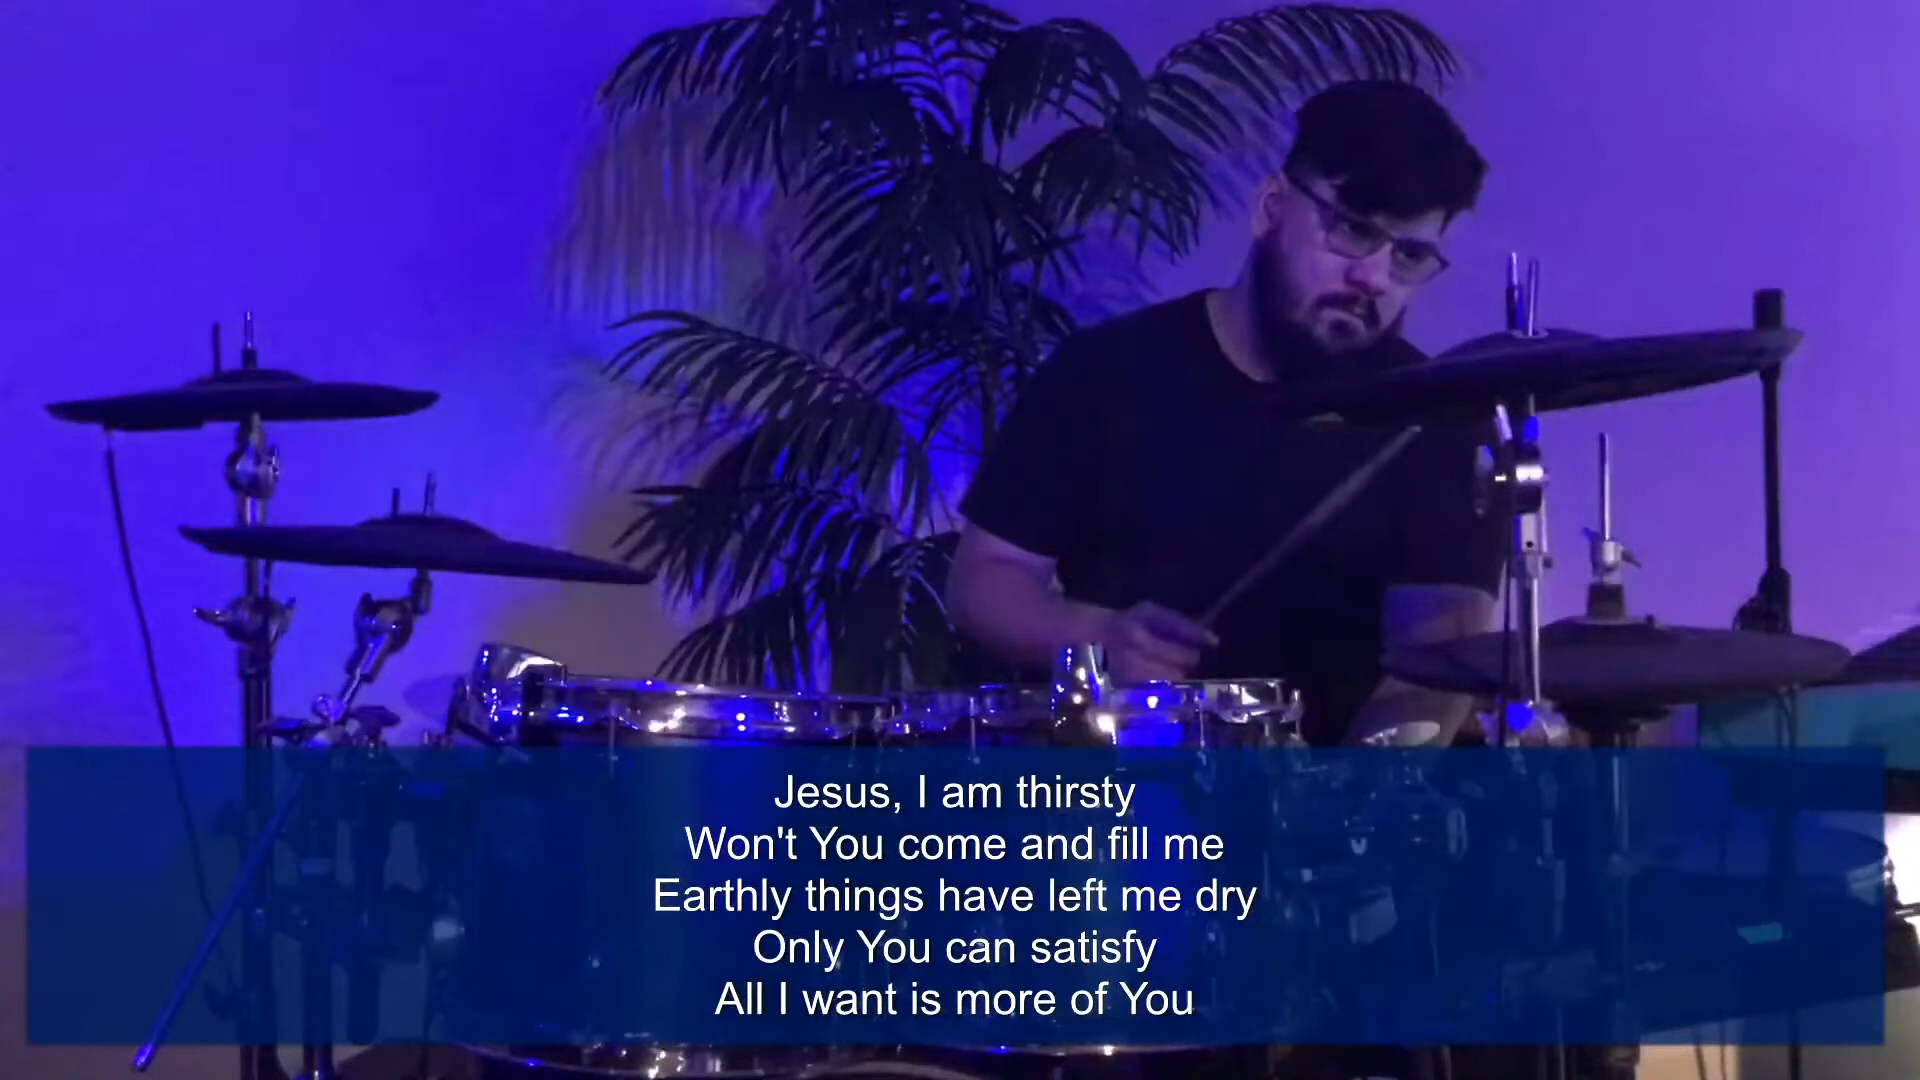 Jesus, I am thirsty
Won't You come and fill me
Earthly things have left me dry
Only You can satisfy
All I want is more of You